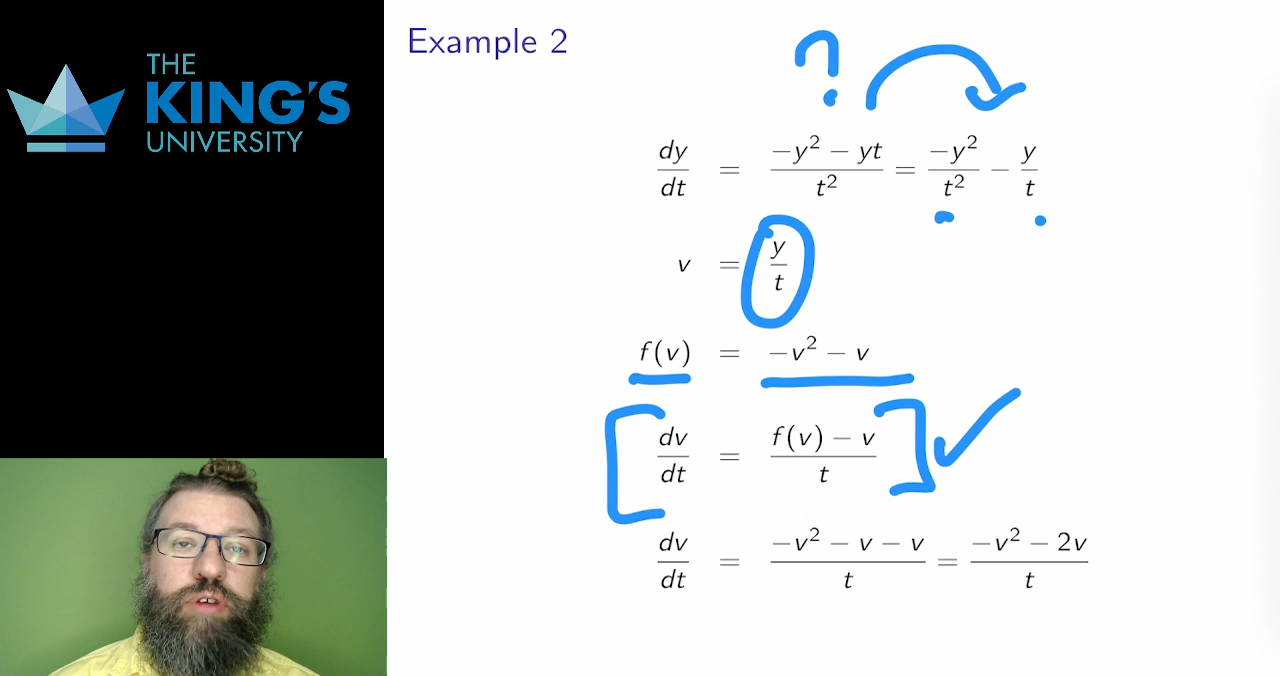 THE
KING'S
UNIVERSITY
Example 2
?
dy/dt = (−y² − yt)/t² = −y²/t² − y/t
v = y/t
f(v) = −v² − v
dv/dt = (f(v) − v)/t
dv/dt = (−v² − v − v)/t = (−v² − 2v)/t